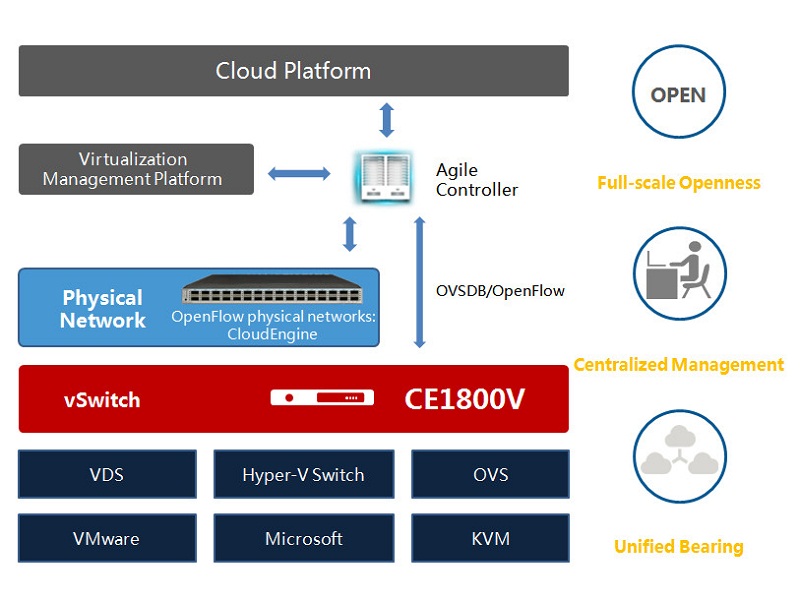 Cloud Platform
OPEN
Virtualization
Management Platform
Agile
Controller
Full-scale Openness
Physical
Network
OpenFlow physical networks:
CloudEngine
OVSDB/OpenFlow
Centralized Management
vSwitch
CE1800V
VDS
Hyper-V Switch
OVS
VMware
Microsoft
KVM
Unified Bearing